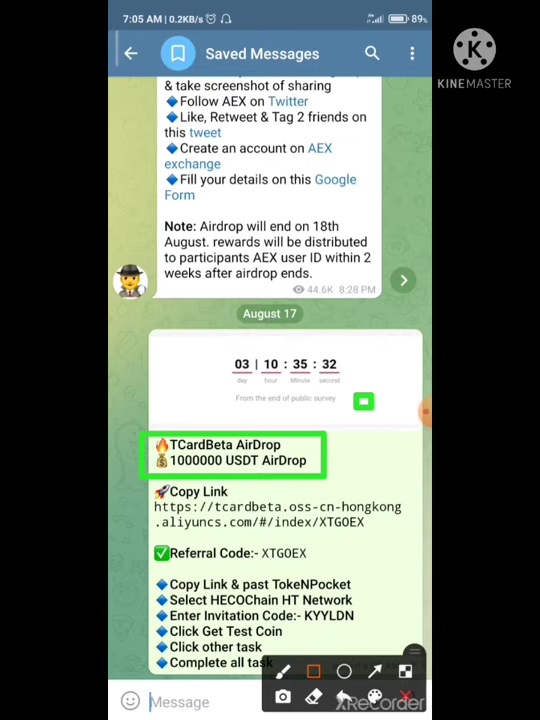 7:05 AM | 0.2KB/s
89%
KINEMASTER
Saved Messages
& take screenshot of sharing
🔷Follow AEX on Twitter
🔷Like, Retweet & Tag 2 friends on
this tweet
🔷Create an account on AEX
exchange
🔷Fill your details on this Google
Form
Note: Airdrop will end on 18th
August. rewards will be distributed
to participants AEX user ID within 2
weeks after airdrop ends.
44.6K 8:28 PM
August 17
03 | 10 : 35 : 32
day hour Minute second
From the end of public survey
🔥TCardBeta AirDrop
💰1000000 USDT AirDrop
🚀Copy Link
https://tcardbeta.oss-cn-hongkong
.aliyuncs.com/#/index/XTGOEX
✅Referral Code:- XTGOEX
🔷Copy Link & past TokeNPocket
🔷Select HECOChain HT Network
🔷Enter Invitation Code:- KYYLDN
🔷Click Get Test Coin
🔷Click other task
🔷Complete all task
Message
XRecorder